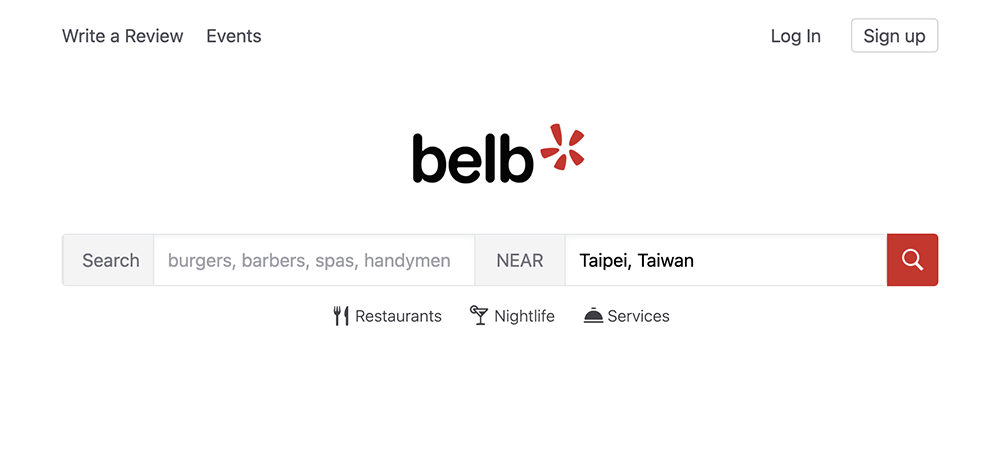 Write a Review Events Log In Sign up
belb
Search burgers, barbers, spas, handymen NEAR Taipei, Taiwan
Restaurants Nightlife Services